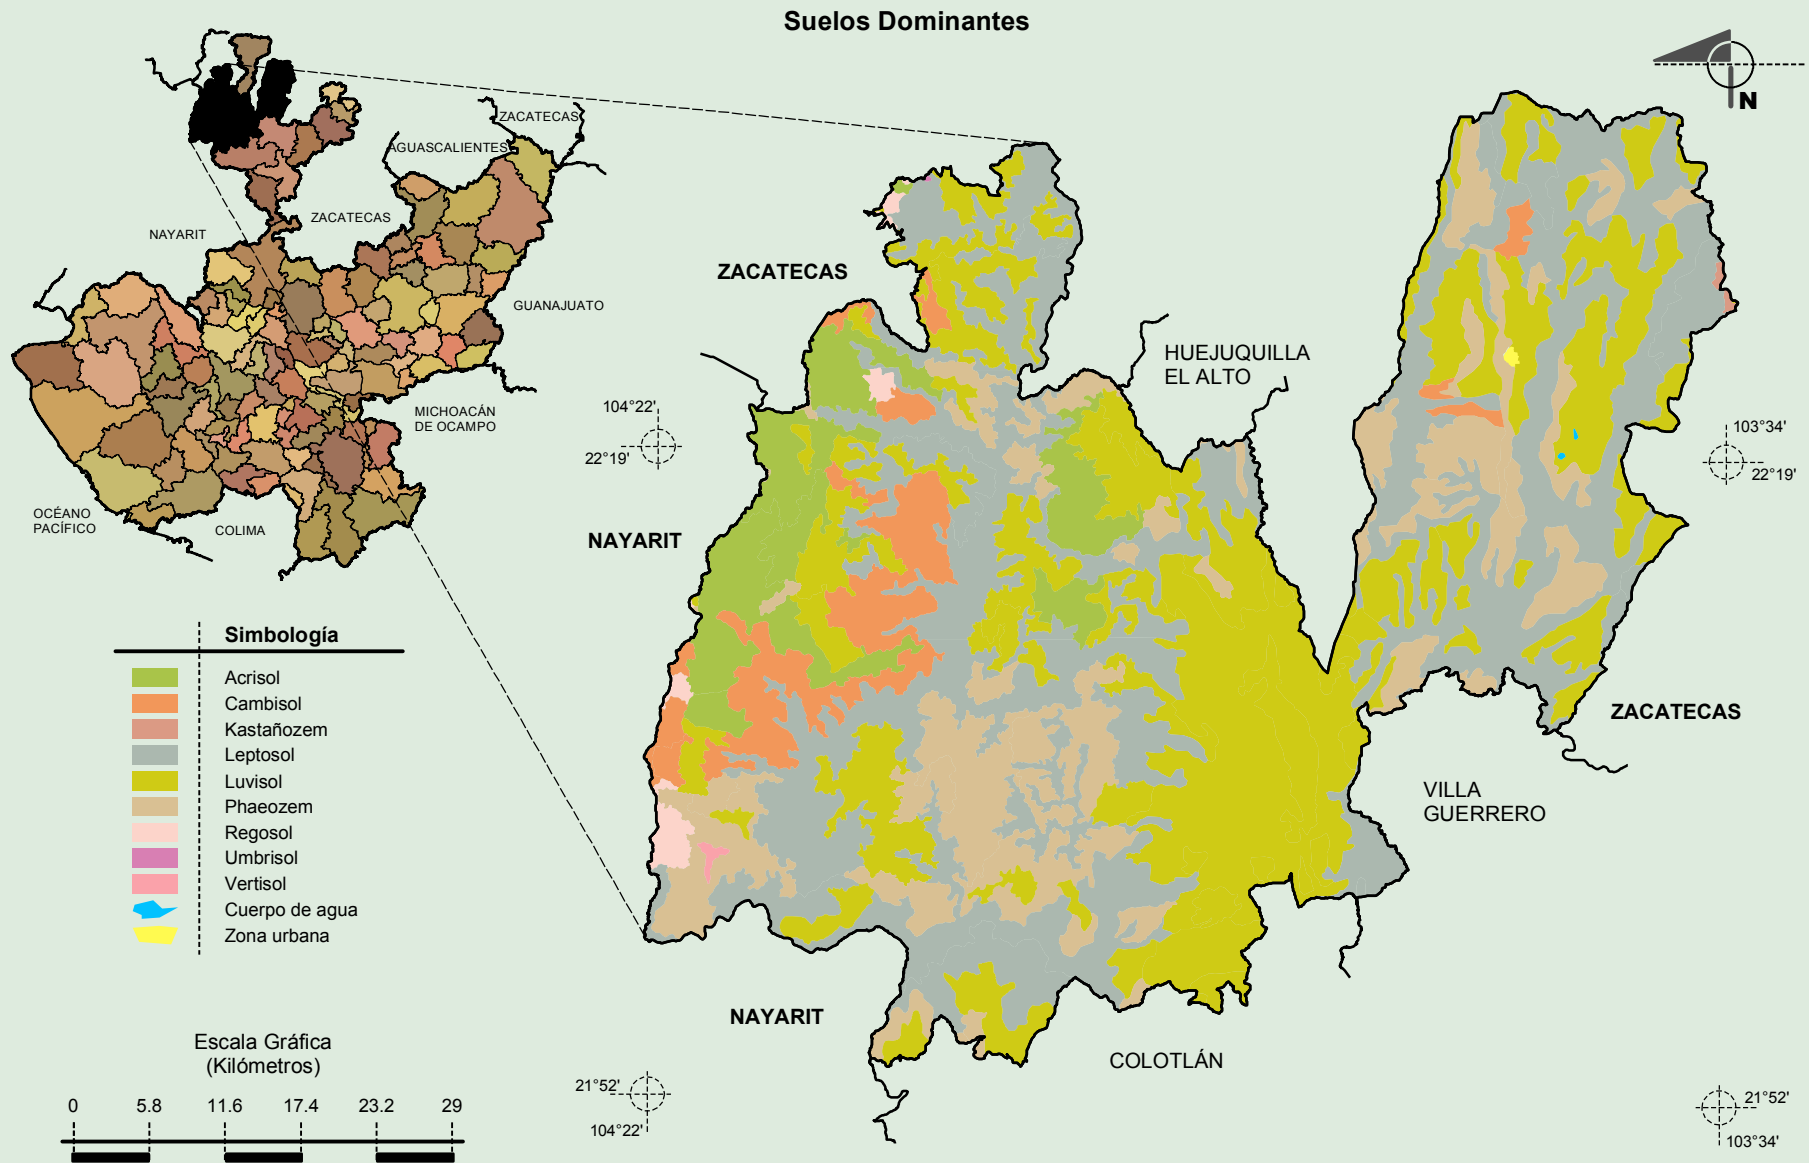 Suelos Dominantes
N
ZACATECAS
AGUASCALIENTES
ZACATECAS
NAYARIT
GUANAJUATO
MICHOACÁN
DE OCAMPO
OCÉANO
PACÍFICO
COLIMA
ZACATECAS
HUEJUQUILLA
EL ALTO
104°22'
22°19'
103°34'
22°19'
NAYARIT
ZACATECAS
VILLA
GUERRERO
NAYARIT
COLOTLÁN
21°52'
104°22'
21°52'
103°34'
Simbología
Acrisol
Cambisol
Kastañozem
Leptosol
Luvisol
Phaeozem
Regosol
Umbrisol
Vertisol
Cuerpo de agua
Zona urbana
Escala Gráfica
(Kilómetros)
0 5.8 11.6 17.4 23.2 29